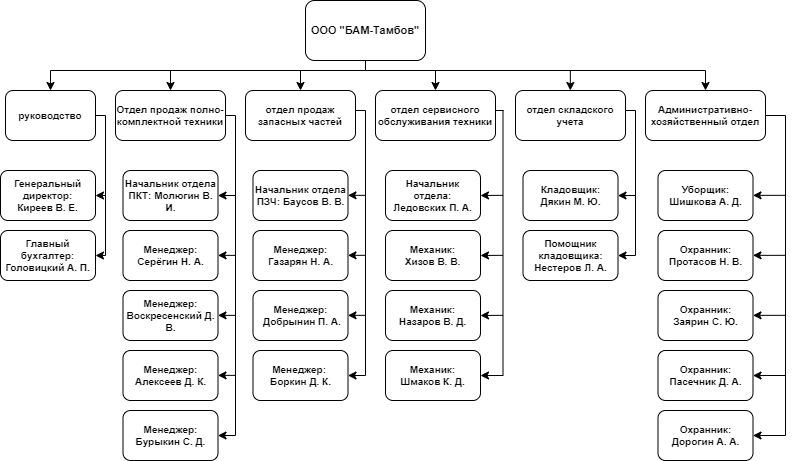 ООО "БАМ-Тамбов"
руководство
Отдел продаж полно-
комплектной техники
отдел продаж
запасных частей
отдел сервисного
обслуживания техники
отдел складского
учета
Административно-
хозяйственный отдел
Генеральный
директор:
Киреев В. Е.
Главный
бухгалтер:
Головицкий А. П.
Начальник отдела
ПКТ: Молюгин В.
И.
Менеджер:
Серёгин Н. А.
Менеджер:
Воскресенский Д.
В.
Менеджер:
Алексеев Д. К.
Менеджер:
Бурыкин С. Д.
Начальник отдела
ПЗЧ: Баусов В. В.
Менеджер:
Газарян Н. А.
Менеджер:
Добрынин П. А.
Менеджер:
Боркин Д. К.
Начальник
отдела:
Ледовских П. А.
Механик:
Хизов В. В.
Механик:
Назаров В. Д.
Механик:
Шмаков К. Д.
Кладовщик:
Дякин М. Ю.
Помощник
кладовщика:
Нестеров Л. А.
Уборщик:
Шишкова А. Д.
Охранник:
Протасов Н. В.
Охранник:
Заярин С. Ю.
Охранник:
Пасечник Д. А.
Охранник:
Дорогин А. А.